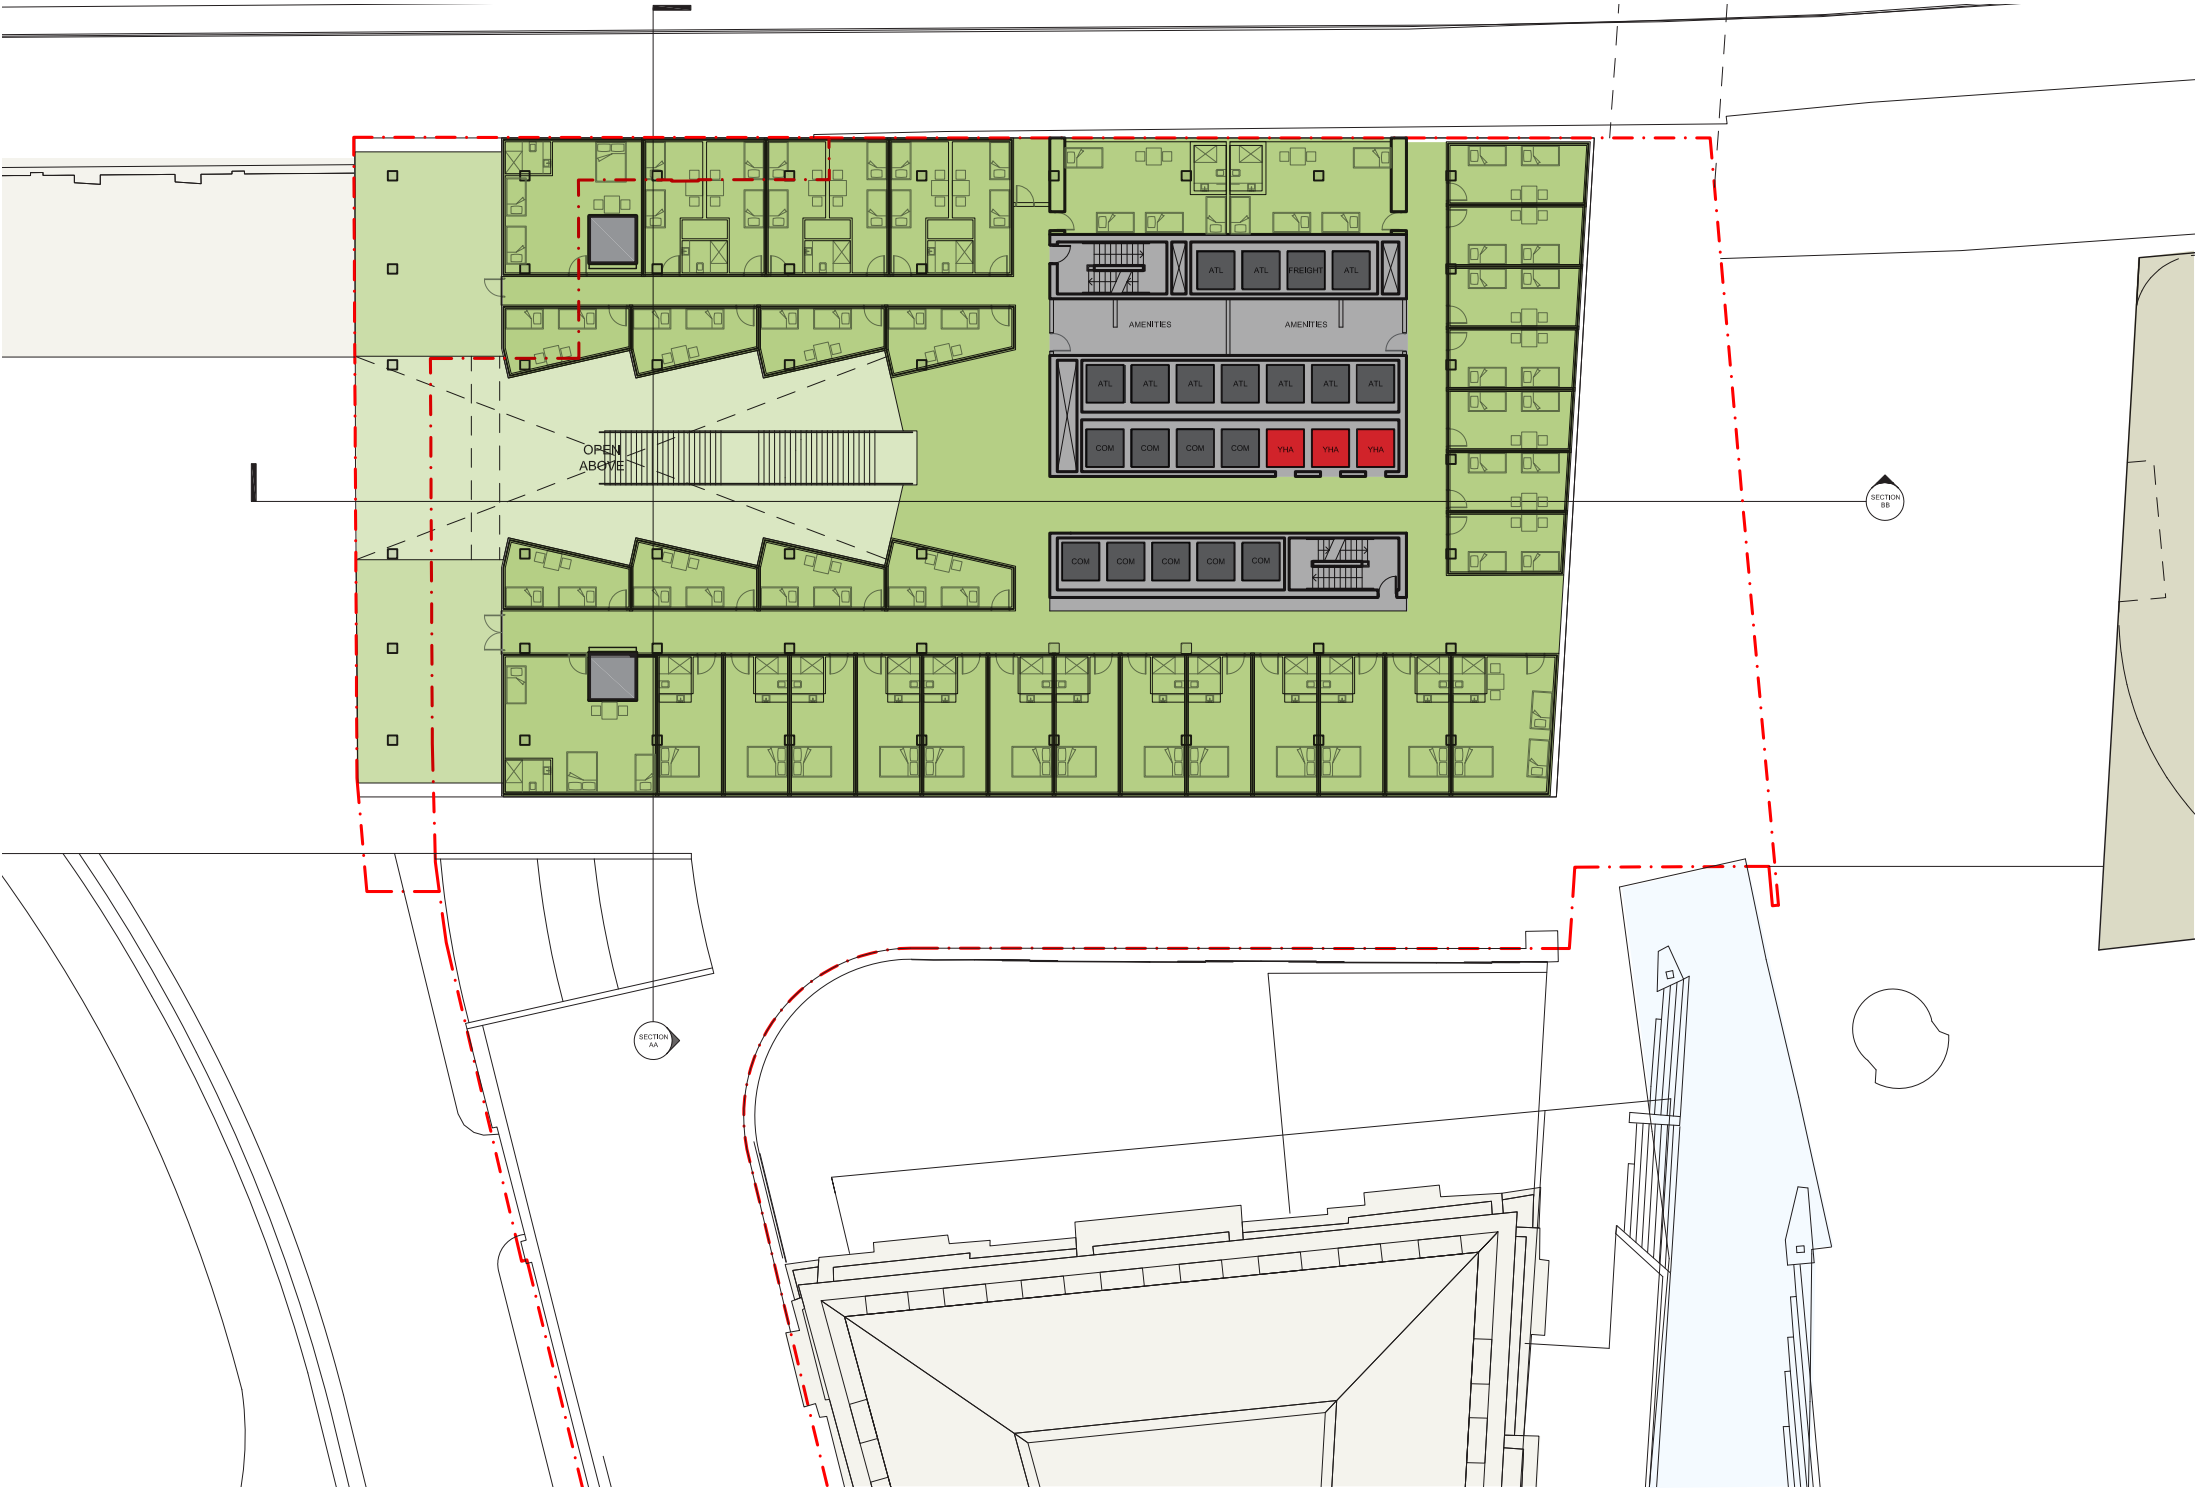 ATL ATL FREIGHT ATL
AMENITIES AMENITIES
ATL ATL ATL ATL ATL ATL ATL
OPEN
ABOVE
COM COM COM COM YHA YHA YHA
SECTION
BB
COM COM COM COM COM
SECTION
AA